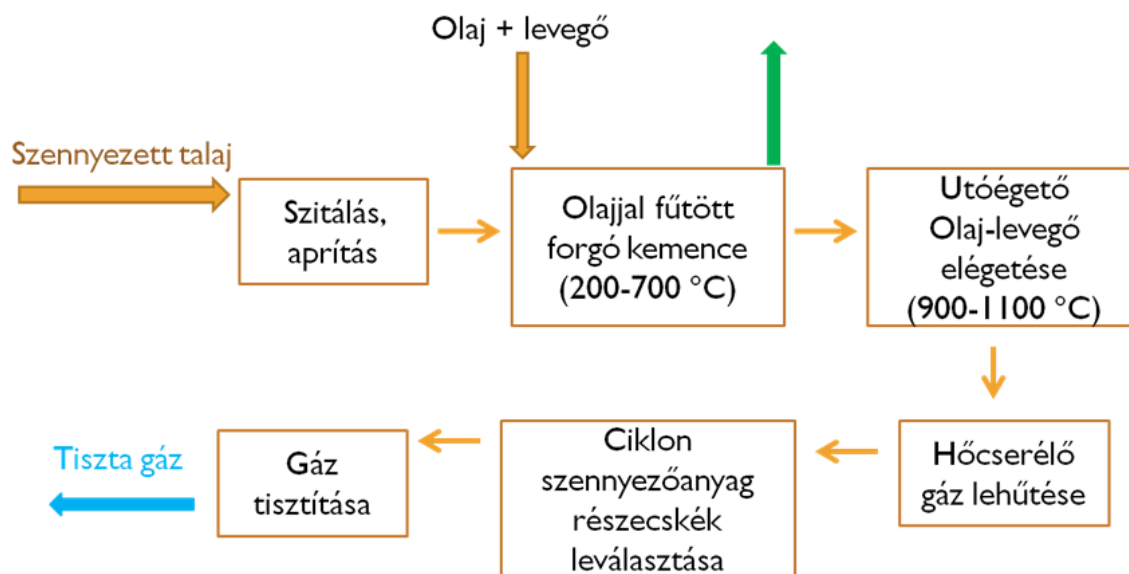 Olaj + levegő
Szennyezett talaj
Szitálás,
aprítás
Olajjal fűtött
forgó kemence
(200-700 °C)
Utóégető
Olaj-levegő
elégetése
(900-1100 °C)
Hőcserélő
gáz lehűtése
Ciklon
szennyezőanyag
részecskék
leválasztása
Gáz
tisztítása
Tiszta gáz